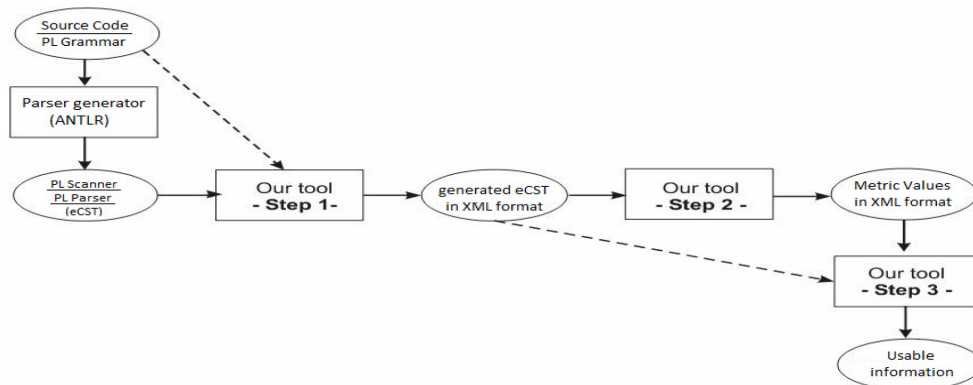 Source Code
PL Grammar
Parser generator
(ANTLR)
PL Scanner
PL Parser
(eCST)
Our tool
- Step 1-
generated eCST
in XML format
Our tool
- Step 2 -
Metric Values
in XML format
Our tool
- Step 3 -
Usable
information